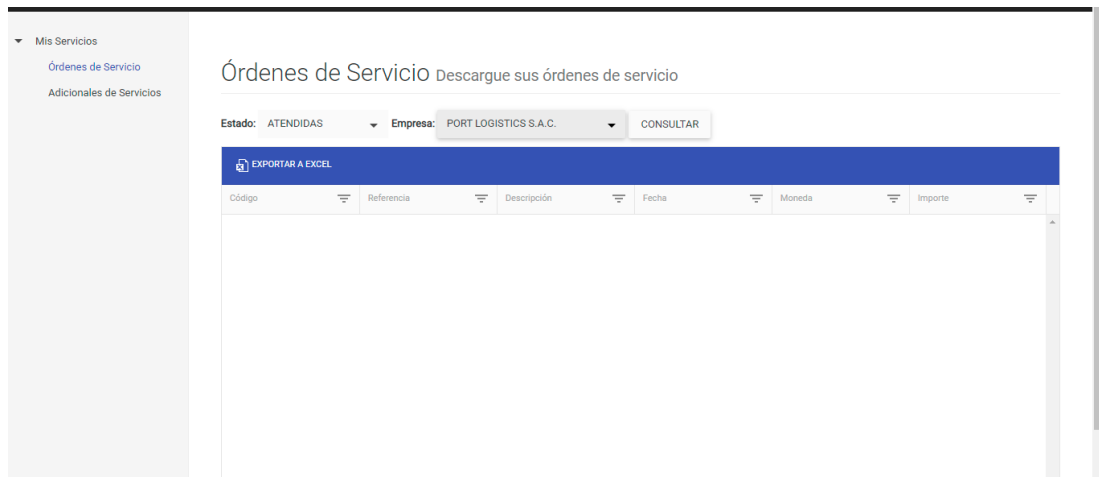 Mis Servicios
Órdenes de Servicio
Adicionales de Servicios
Órdenes de Servicio Descargue sus órdenes de servicio
Estado: ATENDIDAS Empresa: PORT LOGISTICS S.A.C. CONSULTAR
EXPORTAR A EXCEL
Código Referencia Descripción Fecha Moneda Importe